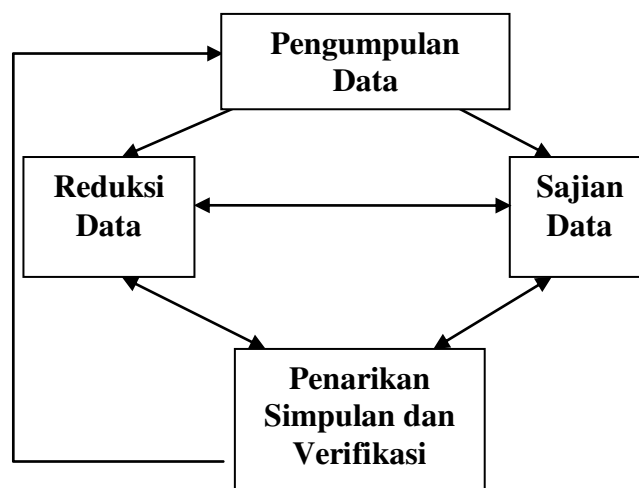 Pengumpulan
Data
Reduksi
Data
Sajian
Data
Penarikan
Simpulan dan
Verifikasi